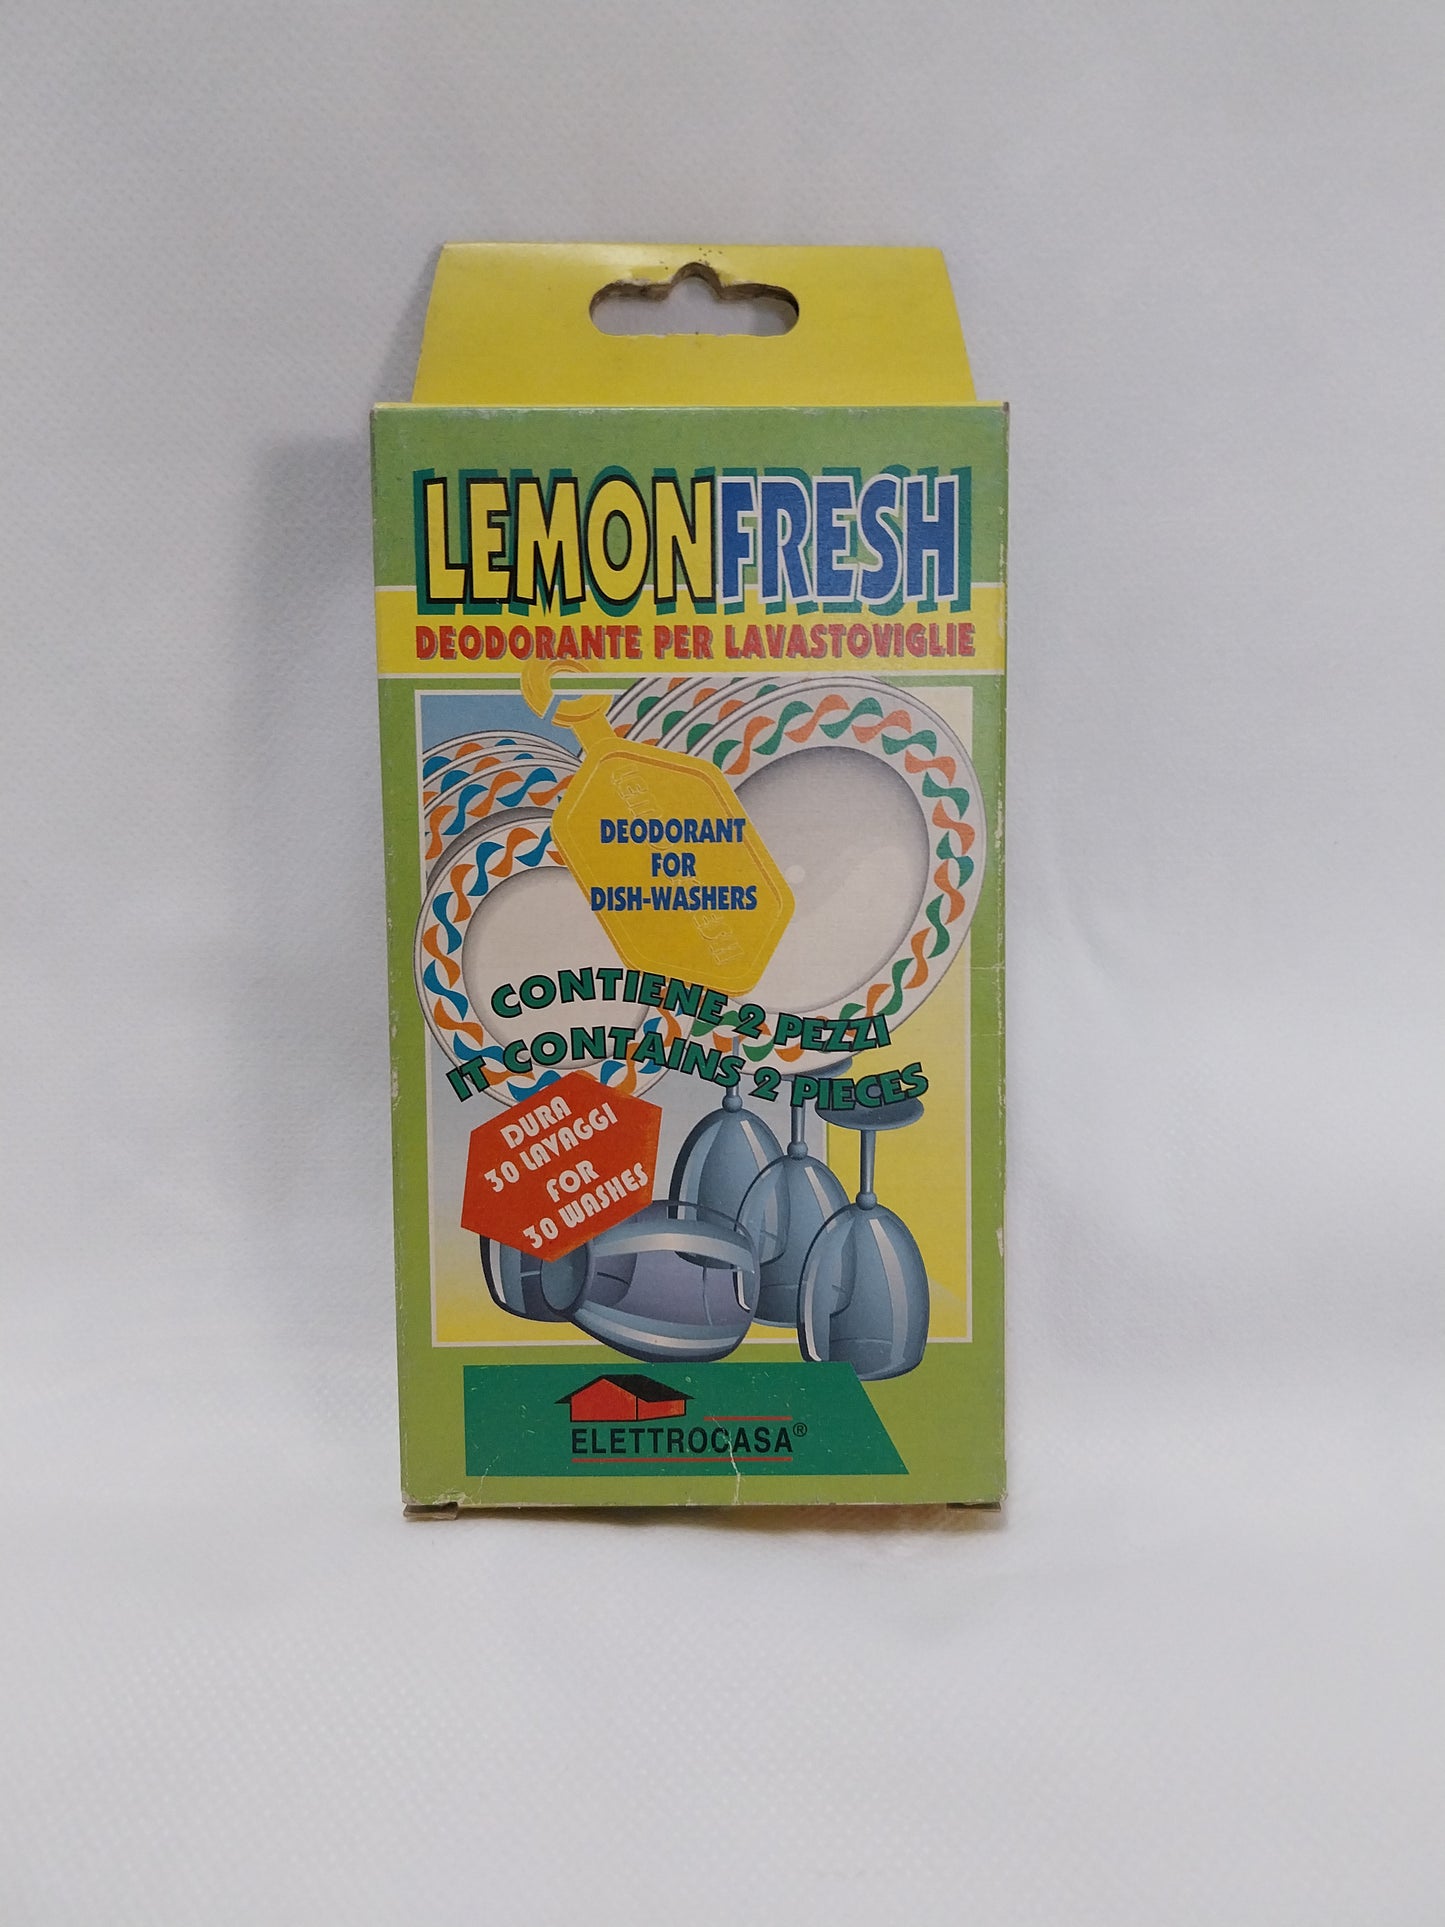 LEMONFRESH
DEODORANTE PER LAVASTOVIGLIE
DEODORANT
FOR
DISH-WASHERS
CONTIENE 2 PEZZI
IT CONTAINS 2 PIECES
DURA
30 LAVAGGI
FOR
30 WASHES
ELETTROCASA®